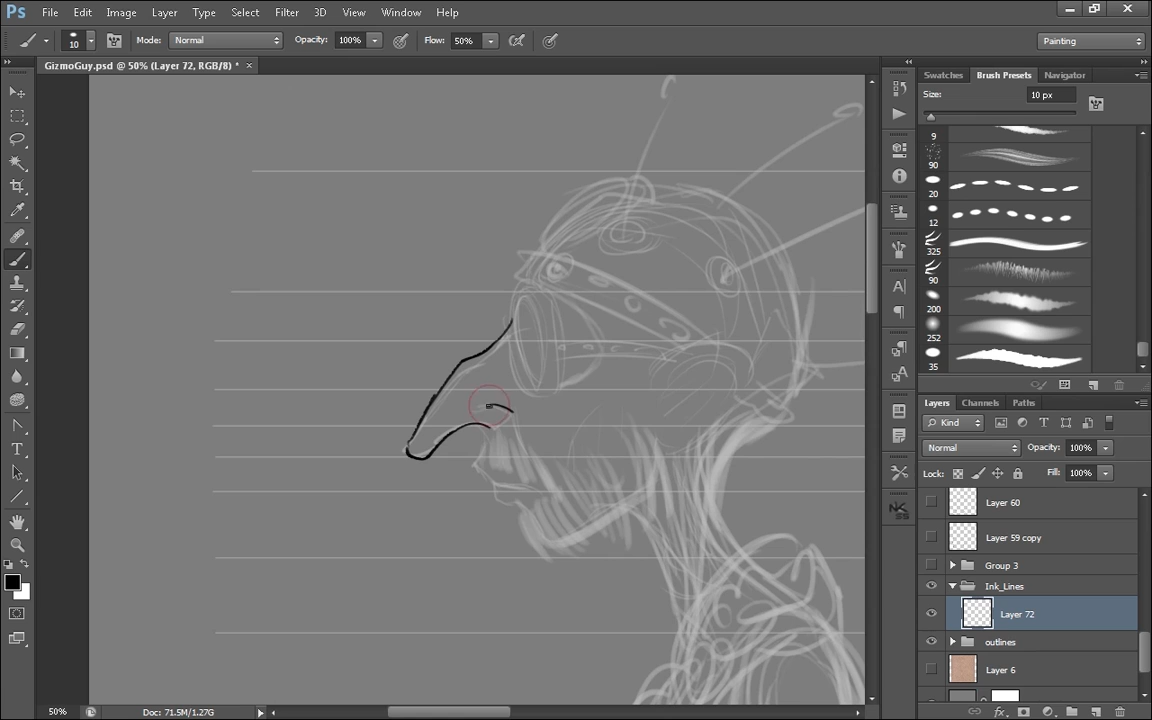 Ps File Edit Image Layer Type Select Filter 3D View Window Help
10 Mode: Normal Opacity: 100% Flow: 50% Painting
GizmoGuy.psd @ 50% (Layer 72, RGB/8) * ×
Swatches Brush Presets Navigator
Size: 10 px
9
90
20
12
325
90
200
252
35
Layers Channels Paths
Kind
Normal Opacity: 100%
Lock: Fill: 100%
Layer 60
Layer 59 copy
Group 3
Ink_Lines
Layer 72
outlines
Layer 6
fx
50% Doc: 71.5M/1.27G